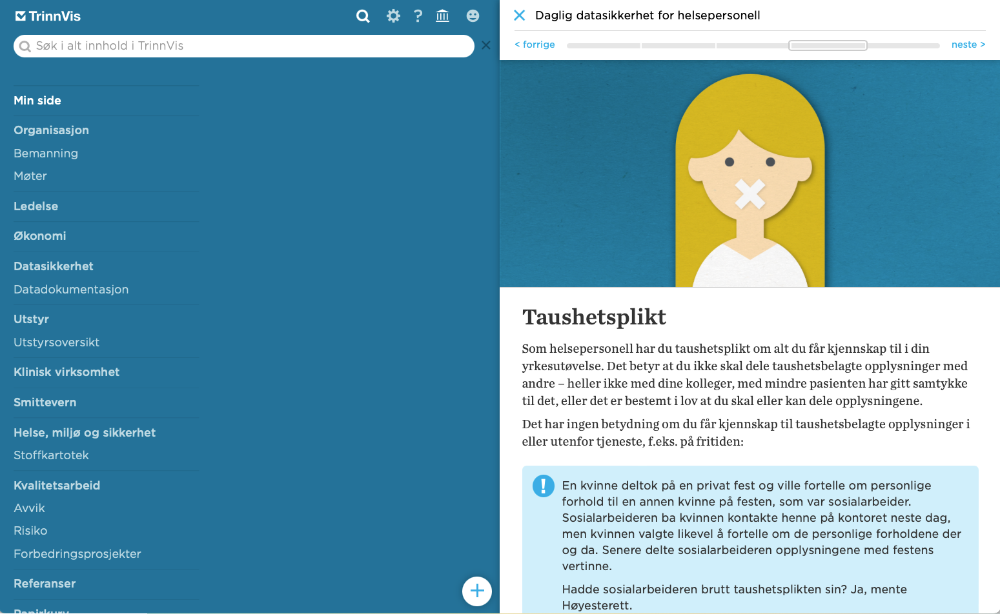 TrinnVis
Søk i alt innhold i TrinnVis
Min side
Organisasjon
Bemanning
Møter
Ledelse
Økonomi
Datasikkerhet
Datadokumentasjon
Utstyr
Utstyrsoversikt
Klinisk virksomhet
Smittevern
Helse, miljø og sikkerhet
Stoffkartotek
Kvalitetsarbeid
Avvik
Risiko
Forbedringsprosjekter
Referanser
Papirkurv
Daglig datasikkerhet for helsepersonell
< forrige
neste >
Taushetsplikt
Som helsepersonell har du taushetsplikt om alt du får kjennskap til i din
yrkesutøvelse. Det betyr at du ikke skal dele taushetsbelagte opplysninger med
andre – heller ikke med dine kolleger, med mindre pasienten har gitt samtykke
til det, eller det er bestemt i lov at du skal eller kan dele opplysningene.
Det har ingen betydning om du får kjennskap til taushetsbelagte opplysninger i
eller utenfor tjeneste, f.eks. på fritiden:
En kvinne deltok på en privat fest og ville fortelle om personlige
forhold til en annen kvinne på festen, som var sosialarbeider.
Sosialarbeideren ba kvinnen kontakte henne på kontoret neste dag,
men kvinnen valgte likevel å fortelle om de personlige forholdene der
og da. Senere delte sosialarbeideren opplysningene med festens
vertinne.
Hadde sosialarbeideren brutt taushetsplikten sin? Ja, mente
Høyesterett.